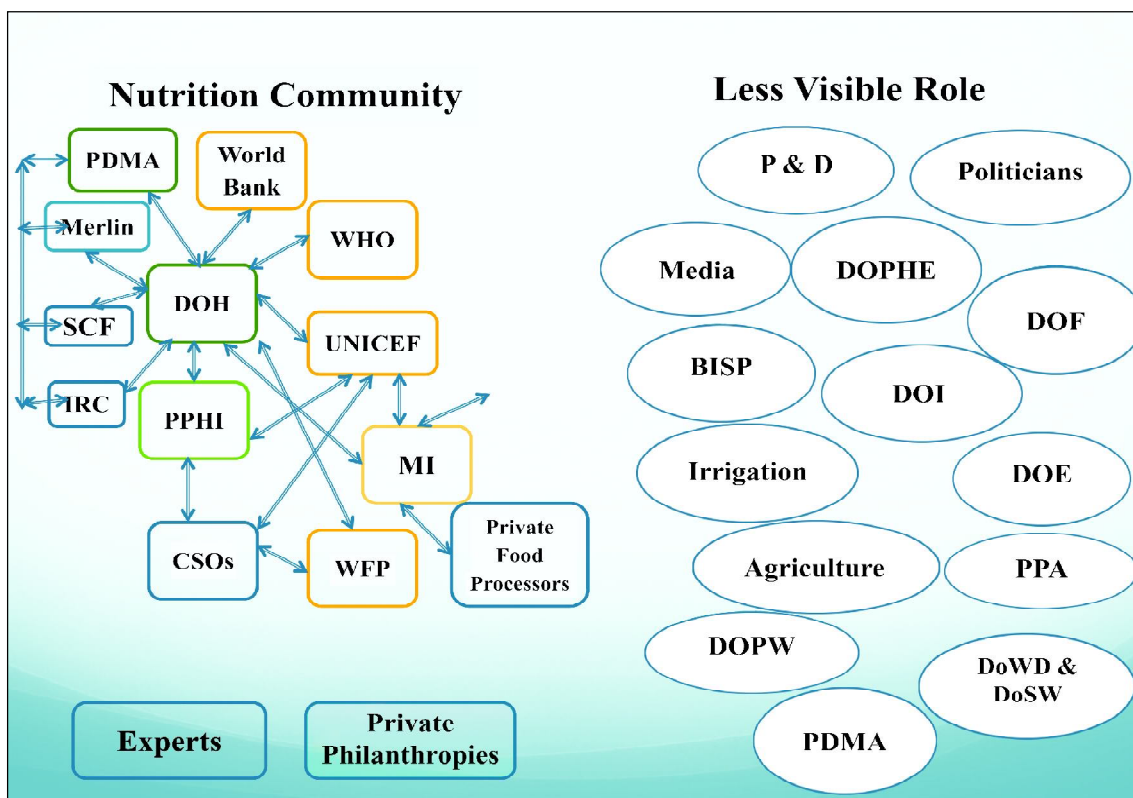 Nutrition Community
PDMA
World
Bank
Merlin
WHO
DOH
SCF
UNICEF
IRC
PPHI
MI
CSOs
WFP
Private
Food
Processors
Experts
Private
Philanthropies
Less Visible Role
P & D
Politicians
Media
DOPHE
DOF
BISP
DOI
Irrigation
DOE
Agriculture
PPA
DOPW
DoWD &
DoSW
PDMA